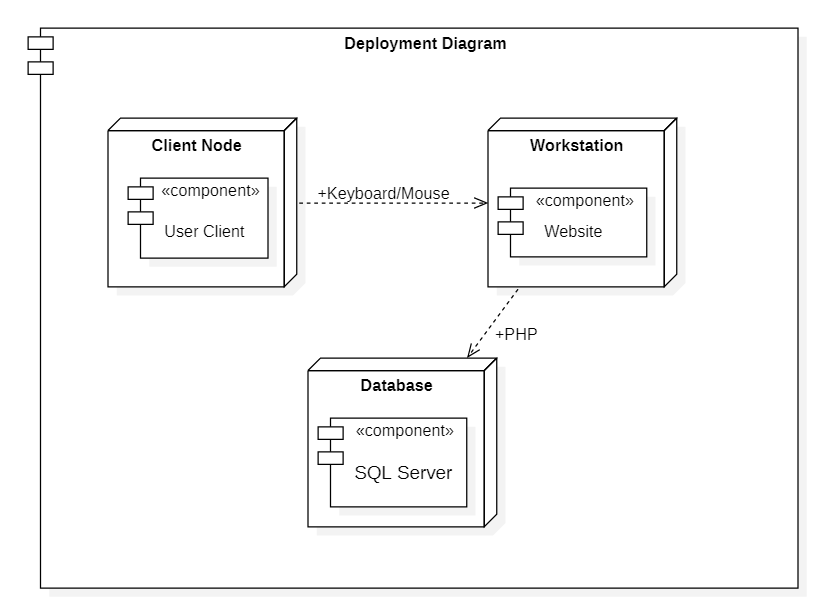 Deployment Diagram
Client Node
«component»
User Client
+Keyboard/Mouse
Workstation
«component»
Website
+PHP
Database
«component»
SQL Server